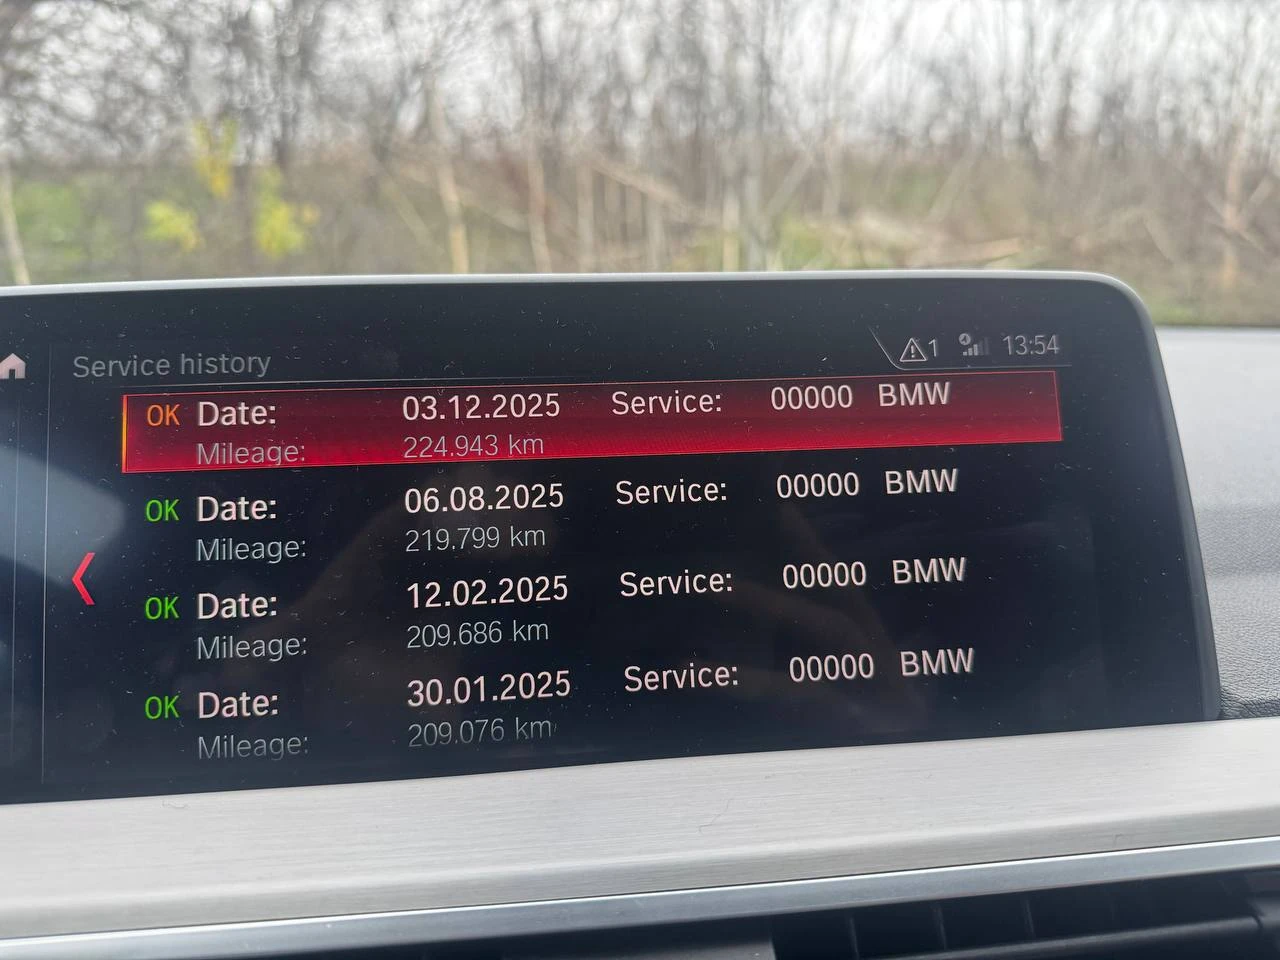 Service history
1 13:54
OK Date: 03.12.2025 Service: 00000 BMW
Mileage: 224.943 km
OK Date: 06.08.2025 Service: 00000 BMW
Mileage: 219.799 km
OK Date: 12.02.2025 Service: 00000 BMW
Mileage: 209.686 km
OK Date: 30.01.2025 Service: 00000 BMW
Mileage: 209.076 km